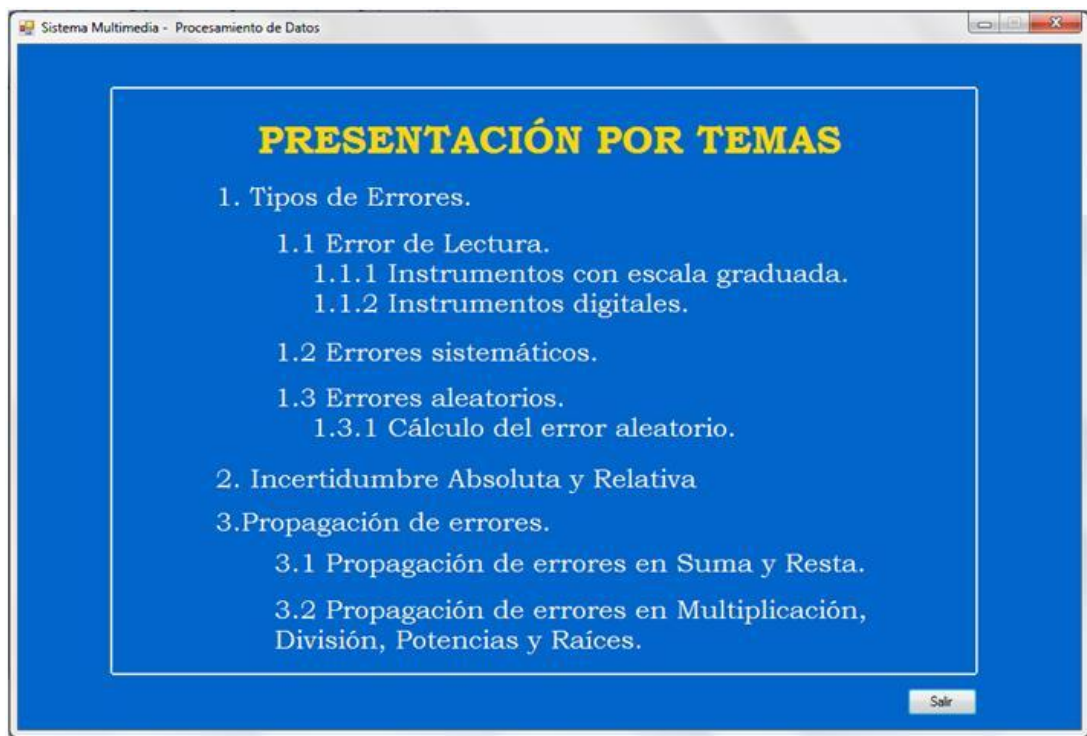 Sistema Multimedia - Procesamiento de Datos
PRESENTACIÓN POR TEMAS
1. Tipos de Errores.
1.1 Error de Lectura.
1.1.1 Instrumentos con escala graduada.
1.1.2 Instrumentos digitales.
1.2 Errores sistemáticos.
1.3 Errores aleatorios.
1.3.1 Cálculo del error aleatorio.
2. Incertidumbre Absoluta y Relativa
3.Propagación de errores.
3.1 Propagación de errores en Suma y Resta.
3.2 Propagación de errores en Multiplicación,
División, Potencias y Raíces.
Salir